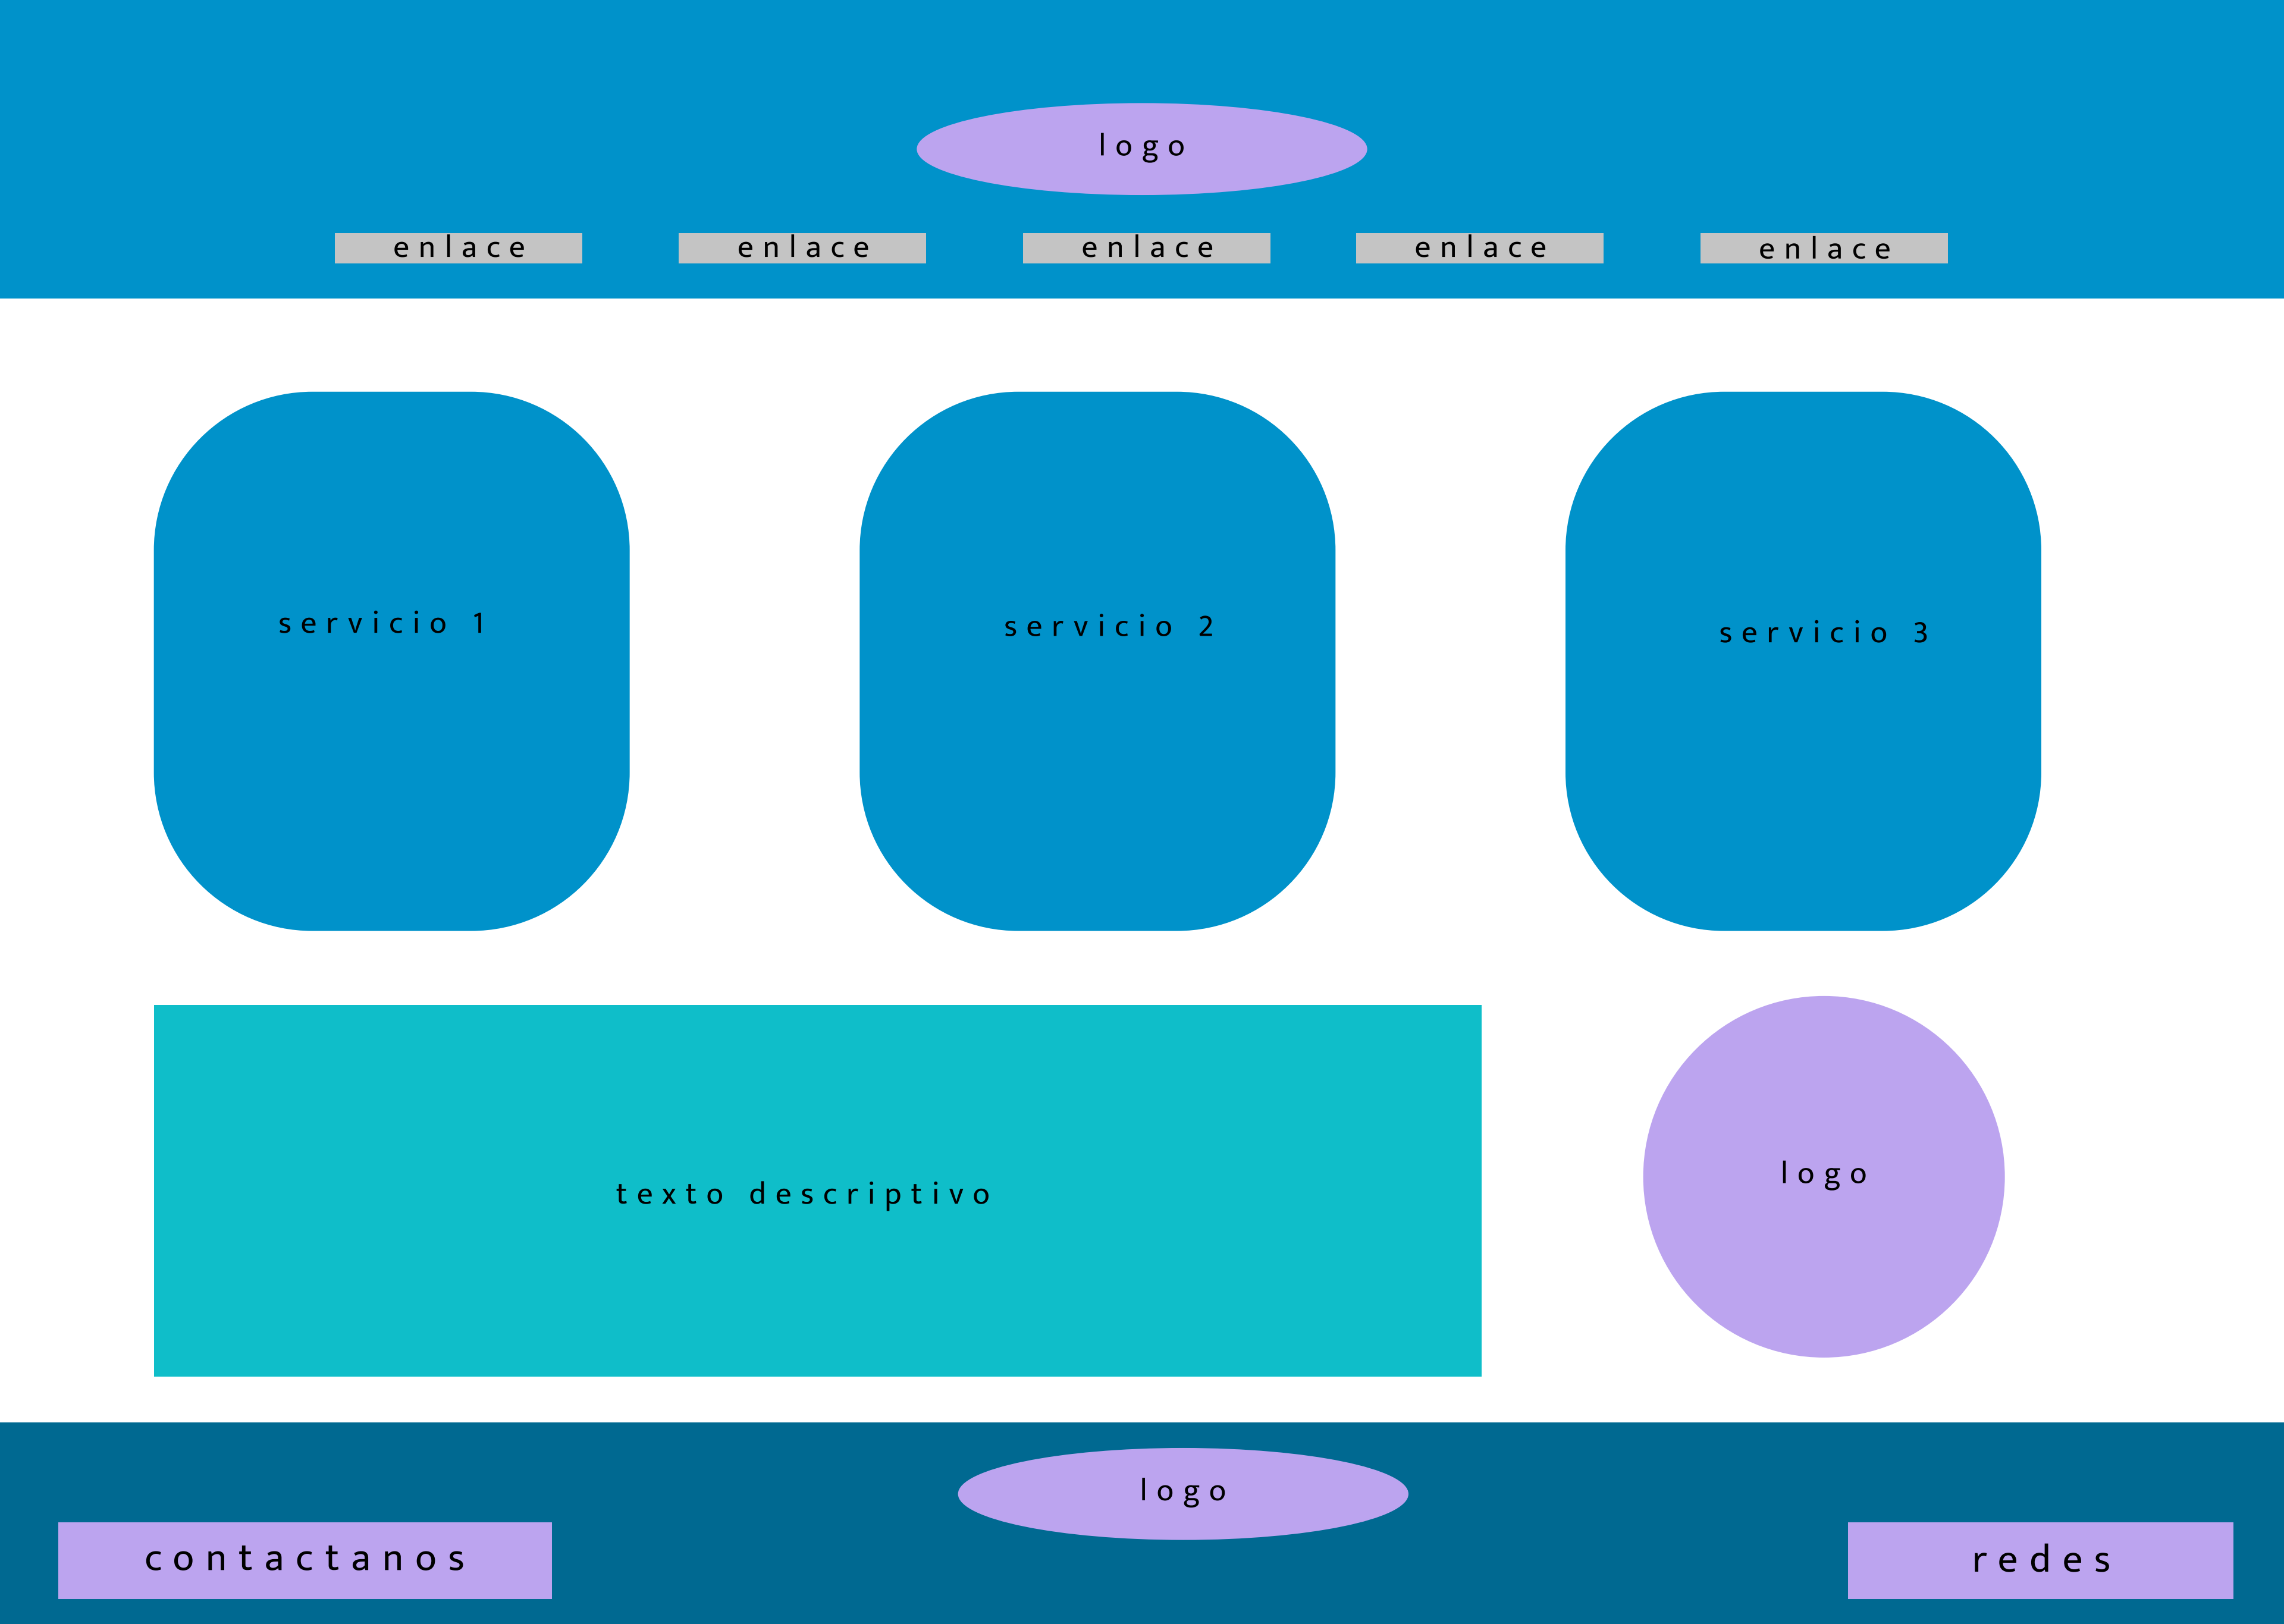 logo
enlace enlace enlace enlace enlace
servicio 1
servicio 2
servicio 3
texto descriptivo
logo
logo
contactanos
redes